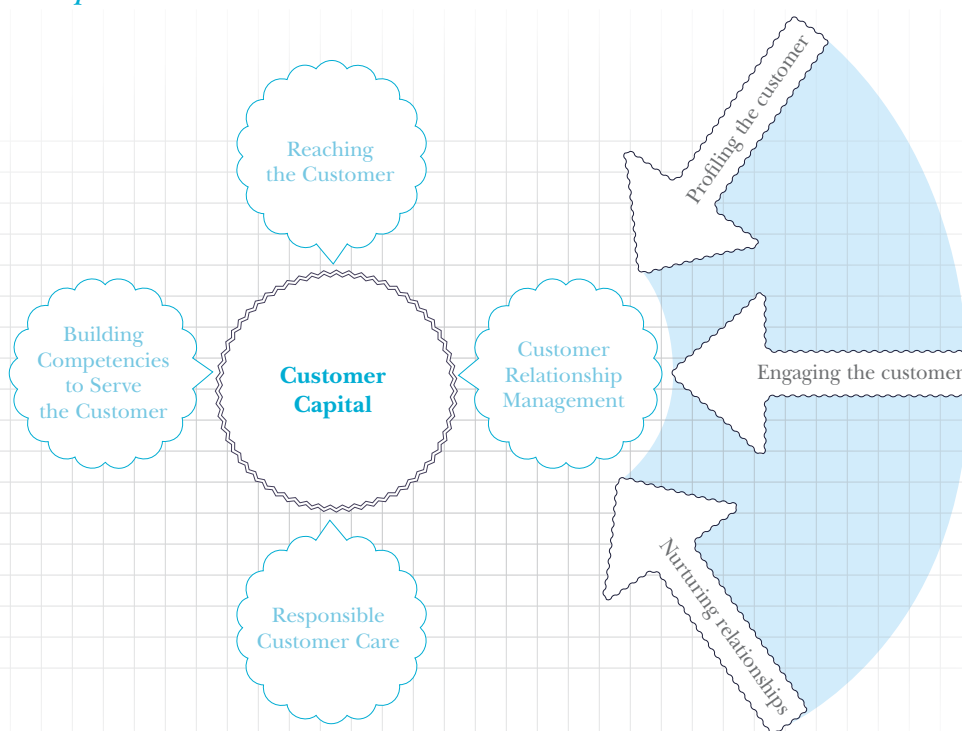 Reaching
the Customer
Profiling the customer
Building
Competencies
to Serve
the Customer
Customer
Capital
Customer
Relationship
Management
Engaging the customer
Responsible
Customer Care
Nurturing relationships